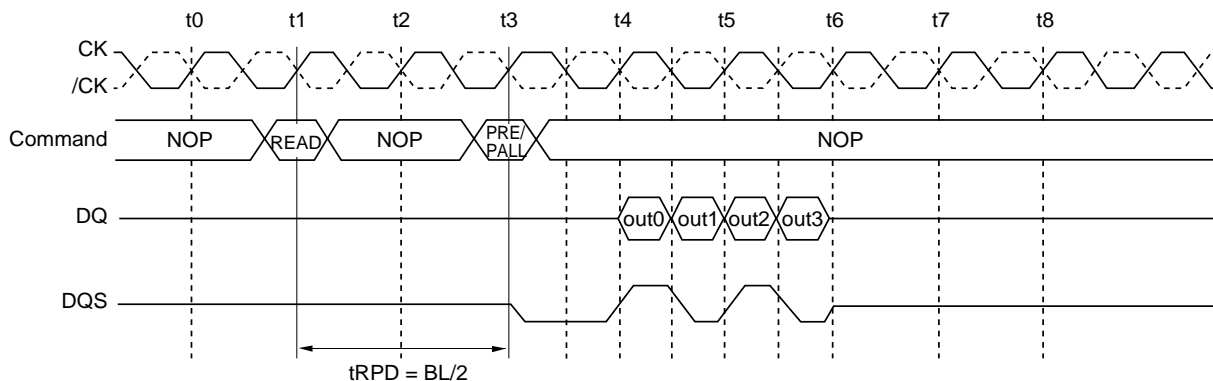 t0 t1 t2 t3 t4 t5 t6 t7 t8
CK
/CK
Command NOP READ NOP PRE/ PALL NOP
DQ out0 out1 out2 out3
DQS
tRPD = BL/2